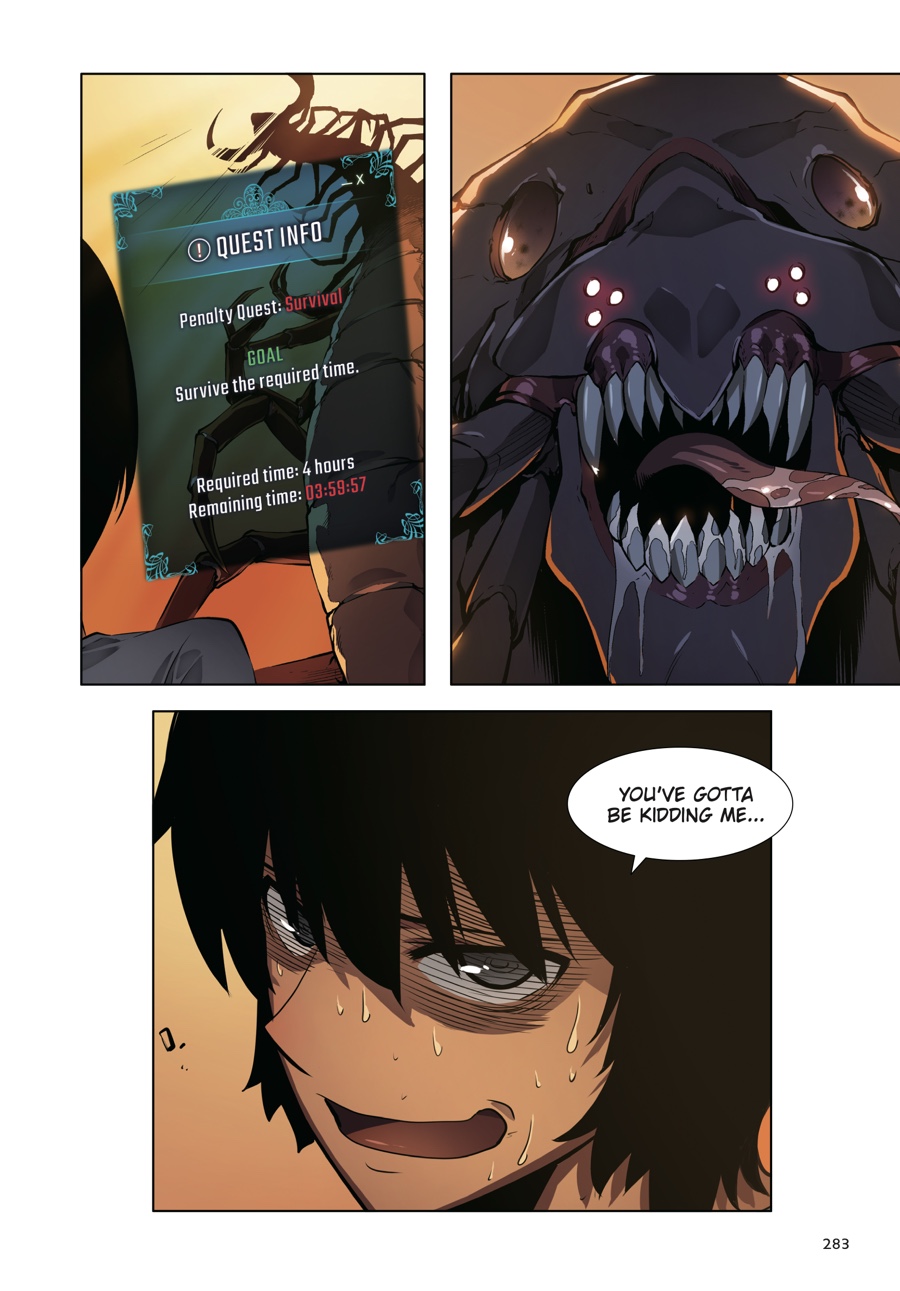 _ X
! QUEST INFO
Penalty Quest: Survival
GOAL
Survive the required time.
Required time: 4 hours
Remaining time: 03:59:57
YOU'VE GOTTA
BE KIDDING ME...
283